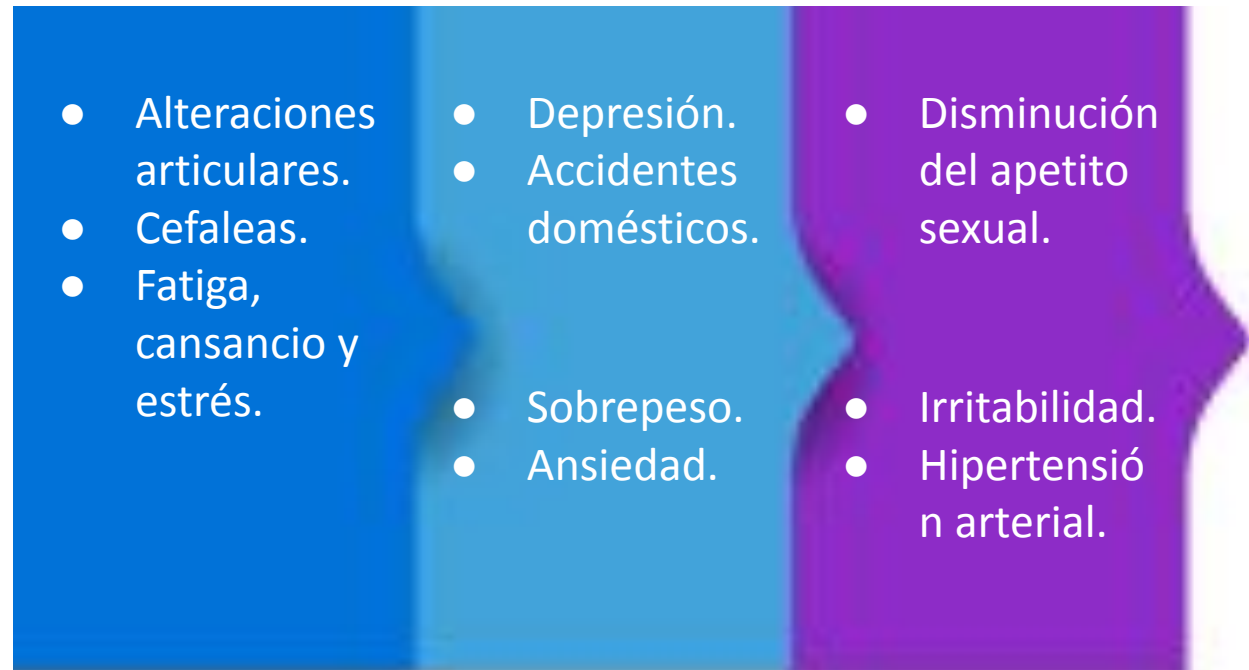 ● Alteraciones
articulares.
● Cefaleas.
● Fatiga,
cansancio y
estrés.
● Depresión.
● Accidentes
domésticos.
● Sobrepeso.
● Ansiedad.
● Disminución
del apetito
sexual.
● Irritabilidad.
● Hipertensió
n arterial.